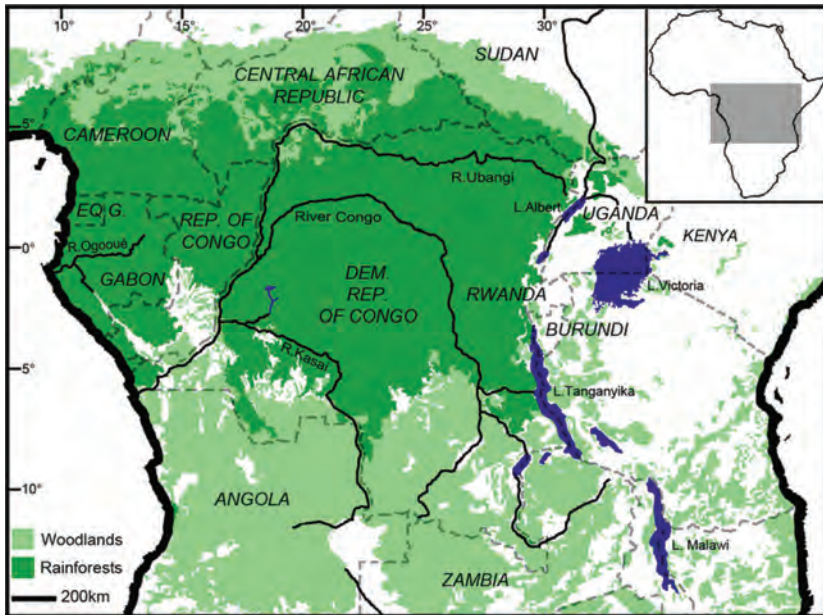 10°
15°
20°
25°
30°
SUDAN
CENTRAL AFRICAN
REPUBLIC
5°
CAMEROON
R.Ubangi
L.Albert
UGANDA
EQ G.
REP. OF
CONGO
River Congo
KENYA
0°
R.Ogooué
GABON
DEM.
REP.
OF CONGO
RWANDA
L.Victoria
BURUNDI
R.Kasai
5°
L.Tanganyika
10°
ANGOLA
Woodlands
Rainforests
200km
L. Malawi
ZAMBIA